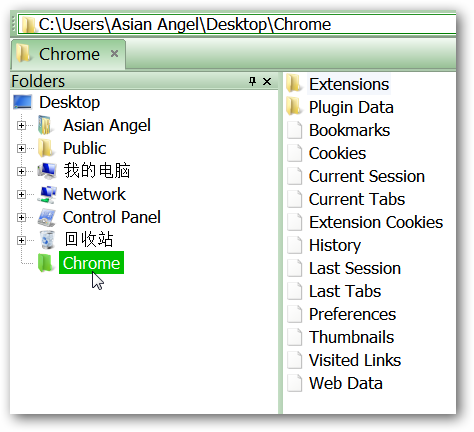 C:\Users\Asian Angel\Desktop\Chrome
Chrome
Folders
Desktop
Asian Angel
Public
我的电脑
Network
Control Panel
回收站
Chrome
Extensions
Plugin Data
Bookmarks
Cookies
Current Session
Current Tabs
Extension Cookies
History
Last Session
Last Tabs
Preferences
Thumbnails
Visited Links
Web Data